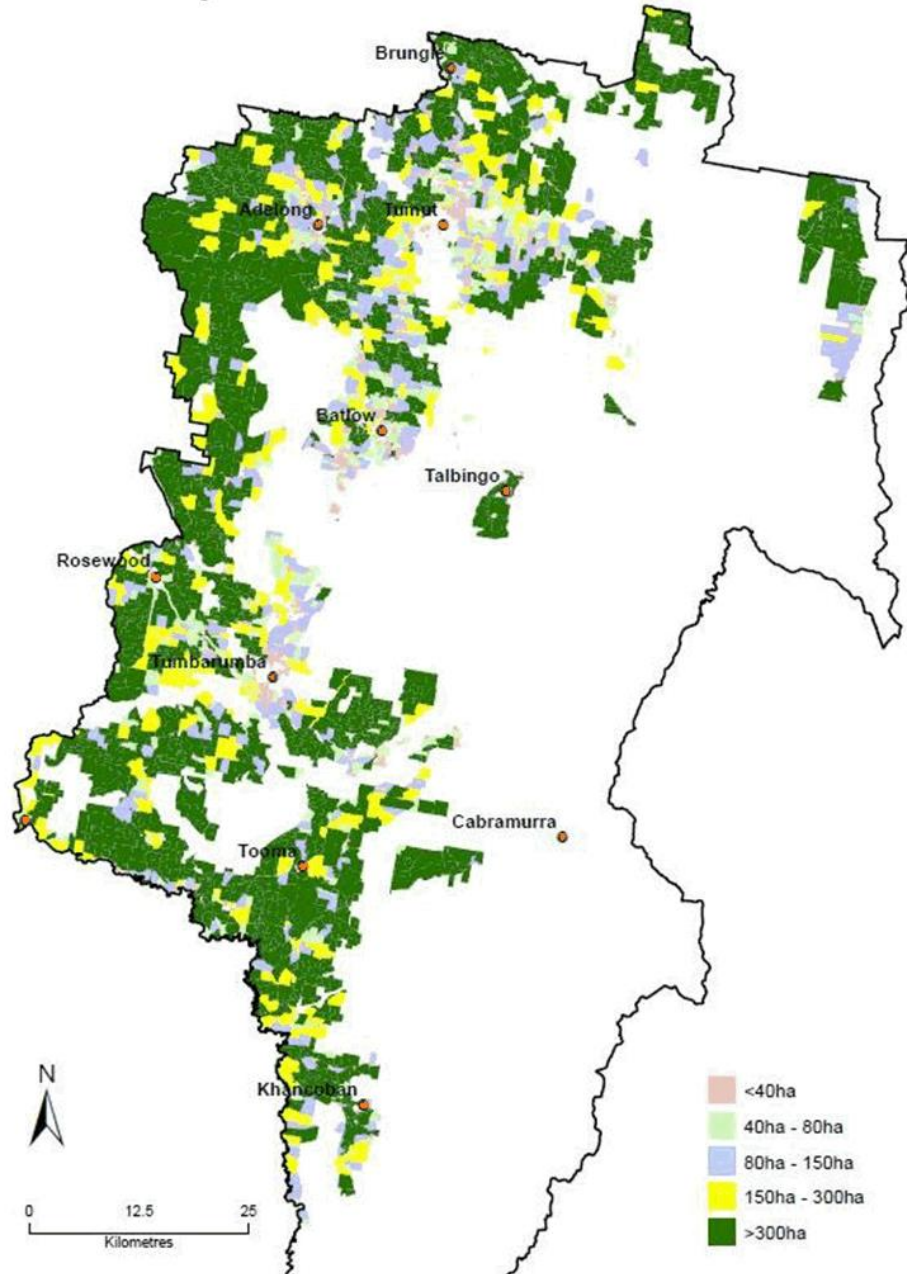 Brungle
Adelong
Tumut
Batlow
Talbingo
Rosewood
Tumbarumba
Cabramurra
Tooma
Khancoban
N
0 12.5 25
Kilometres
<40ha
40ha - 80ha
80ha - 150ha
150ha - 300ha
>300ha